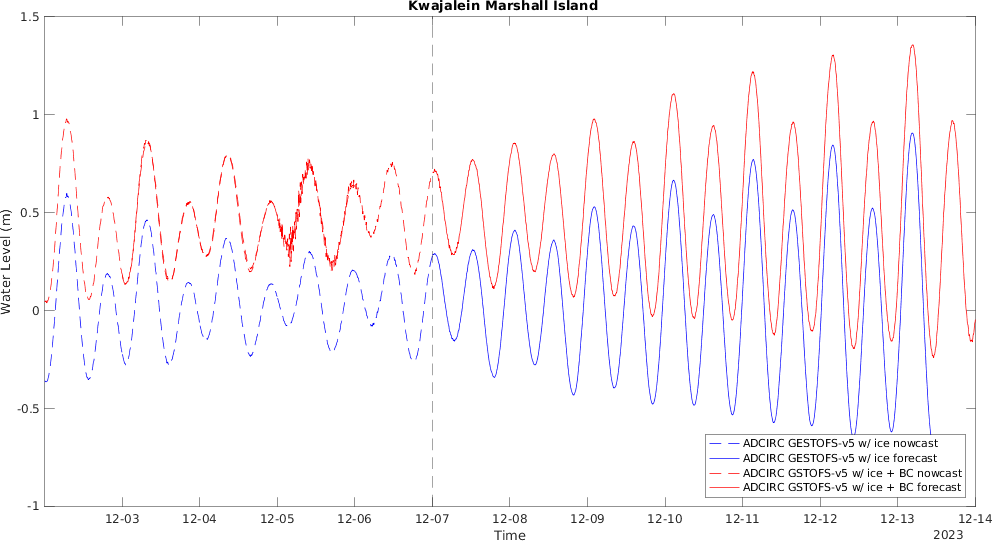 Kwajalein Marshall Island
Water Level (m)
1.5
1
0.5
0
-0.5
-1
12-03
12-04
12-05
12-06
12-07
12-08
12-09
12-10
12-11
12-12
12-13
12-14
Time
2023
ADCIRC GESTOFS-v5 w/ ice nowcast
ADCIRC GESTOFS-v5 w/ ice forecast
ADCIRC GSTOFS-v5 w/ ice + BC nowcast
ADCIRC GSTOFS-v5 w/ ice + BC forecast